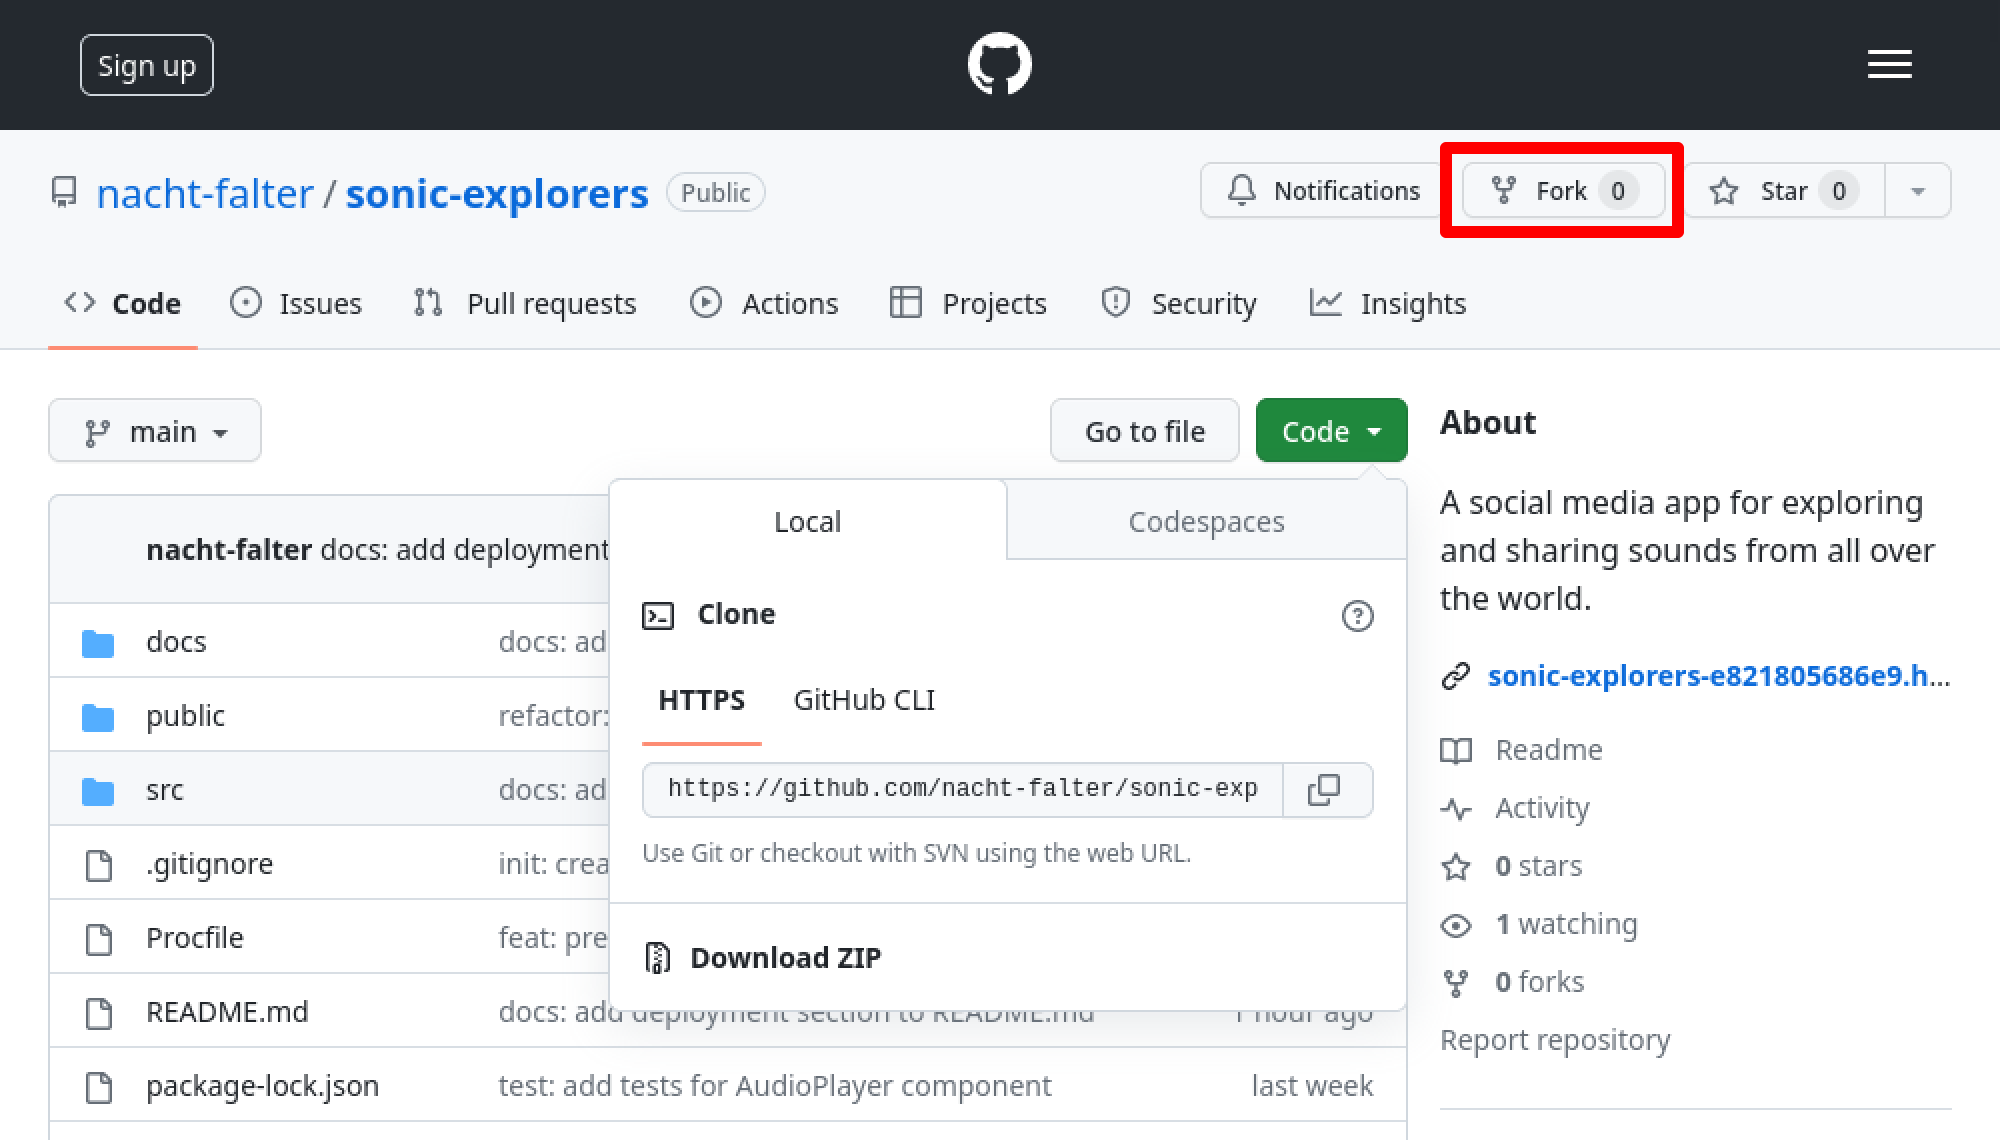 Sign up
nacht-falter / sonic-explorers Public
Notifications Fork 0 Star 0
Code Issues Pull requests Actions Projects Security Insights
main Go to file Code
nacht-falter docs: add deployment
docs docs: ad
public refactor:
src docs: ad
.gitignore init: crea
Procfile feat: pre
README.md docs: add deployment section to README.md 1 hour ago
package-lock.json test: add tests for AudioPlayer component last week
Local Codespaces
Clone
HTTPS GitHub CLI
https://github.com/nacht-falter/sonic-exp
Use Git or checkout with SVN using the web URL.
Download ZIP
About
A social media app for exploring
and sharing sounds from all over
the world.
sonic-explorers-e821805686e9.h...
Readme
Activity
0 stars
1 watching
0 forks
Report repository